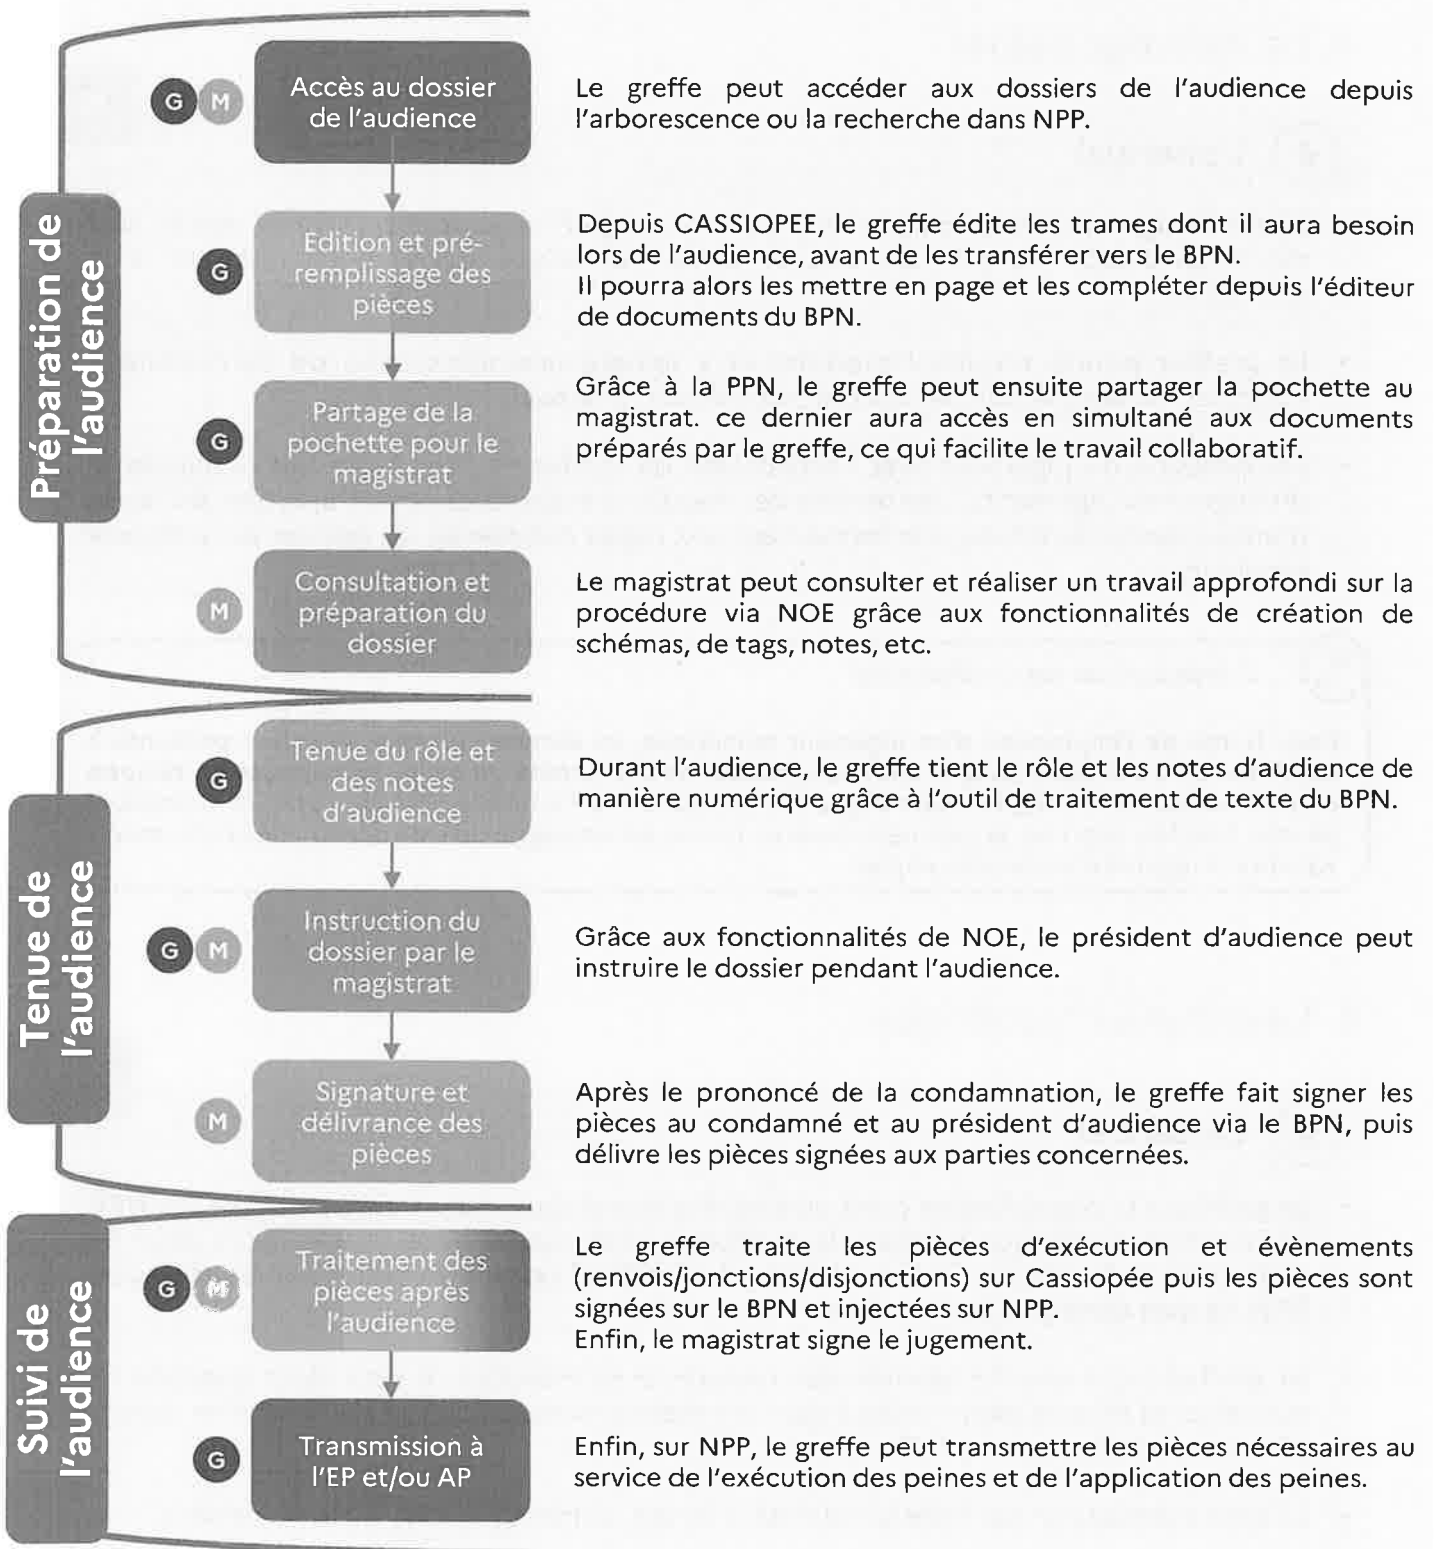 Préparation de
l'audience
G M
Accès au dossier
de l'audience
Le greffe peut accéder aux dossiers de l'audience depuis
l'arborescence ou la recherche dans NPP.
G
Edition et pré-
remplissage des
pièces
Depuis CASSIOPEE, le greffe édite les trames dont il aura besoin
lors de l'audience, avant de les transférer vers le BPN.
Il pourra alors les mettre en page et les compléter depuis l'éditeur
de documents du BPN.
G
Partage de la
pochette pour le
magistrat
Grâce à la PPN, le greffe peut ensuite partager la pochette au
magistrat. ce dernier aura accès en simultané aux documents
préparés par le greffe, ce qui facilite le travail collaboratif.
M
Consultation et
préparation du
dossier
Le magistrat peut consulter et réaliser un travail approfondi sur la
procédure via NOE grâce aux fonctionnalités de création de
schémas, de tags, notes, etc.
Tenue de
l'audience
G
Tenue du rôle et
des notes
d'audience
Durant l'audience, le greffe tient le rôle et les notes d'audience de
manière numérique grâce à l'outil de traitement de texte du BPN.
G M
Instruction du
dossier par le
magistrat
Grâce aux fonctionnalités de NOE, le président d'audience peut
instruire le dossier pendant l'audience.
M
Signature et
délivrance des
pièces
Après le prononcé de la condamnation, le greffe fait signer les
pièces au condamné et au président d'audience via le BPN, puis
délivre les pièces signées aux parties concernées.
Suivi de
l'audience
G M
Traitement des
pièces après
l'audience
Le greffe traite les pièces d'exécution et évènements
(renvois/jonctions/disjonctions) sur Cassiopée puis les pièces sont
signées sur le BPN et injectées sur NPP.
Enfin, le magistrat signe le jugement.
G
Transmission à
l'EP et/ou AP
Enfin, sur NPP, le greffe peut transmettre les pièces nécessaires au
service de l'exécution des peines et de l'application des peines.